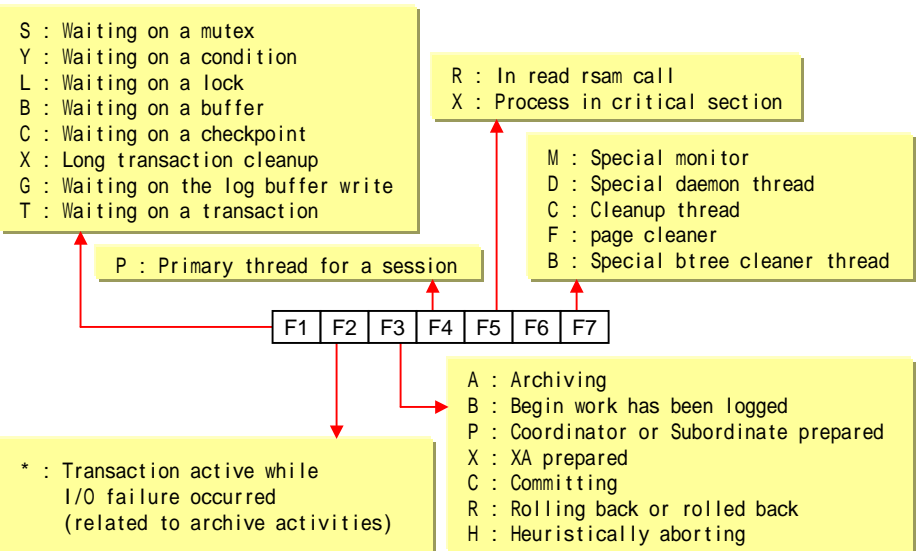 S : Waiting on a mutex
Y : Waiting on a condition
L : Waiting on a lock
B : Waiting on a buffer
C : Waiting on a checkpoint
X : Long transaction cleanup
G : Waiting on the log buffer write
T : Waiting on a transaction
R : In read rsam call
X : Process in critical section
M : Special monitor
D : Special daemon thread
C : Cleanup thread
F : page cleaner
B : Special btree cleaner thread
P : Primary thread for a session
F1 F2 F3 F4 F5 F6 F7
* : Transaction active while
I/O failure occurred
(related to archive activities)
A : Archiving
B : Begin work has been logged
P : Coordinator or Subordinate prepared
X : XA prepared
C : Committing
R : Rolling back or rolled back
H : Heuristically aborting